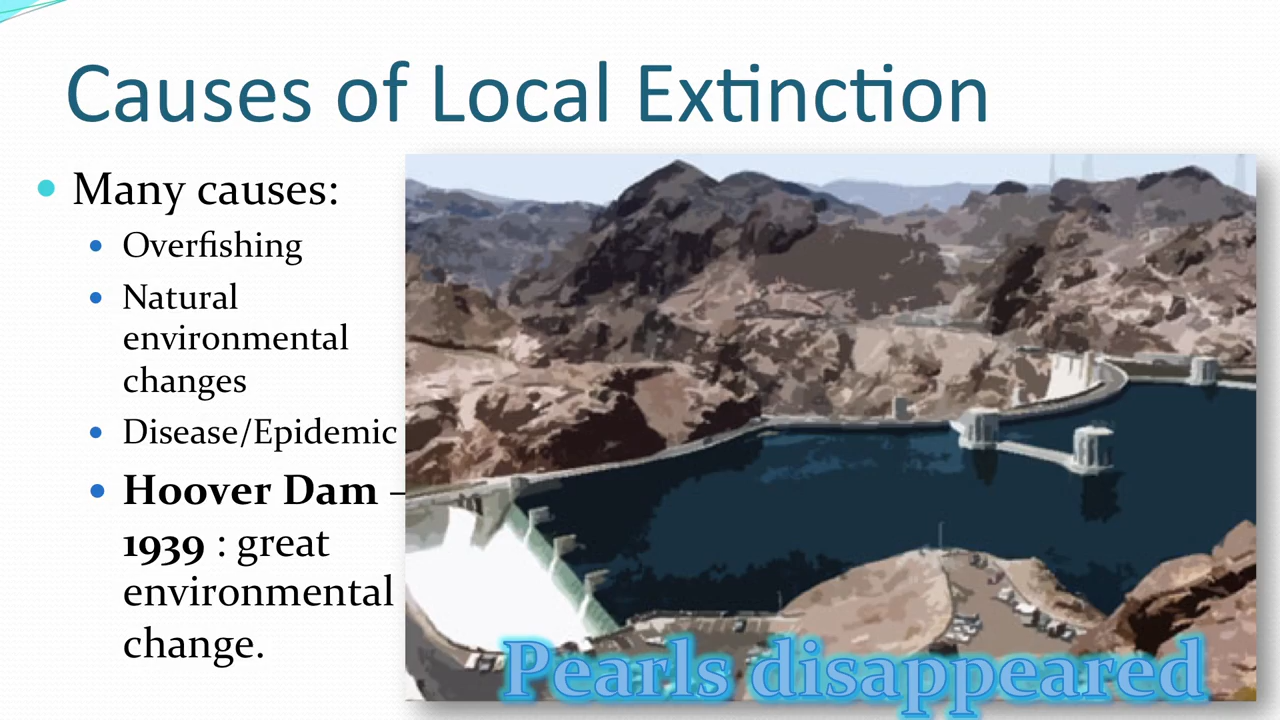 Causes of Local Extinction
Many causes:
Overfishing
Natural
environmental
changes
Disease/Epidemic
Hoover Dam –
1939 : great
environmental
change.
Pearls disappeared